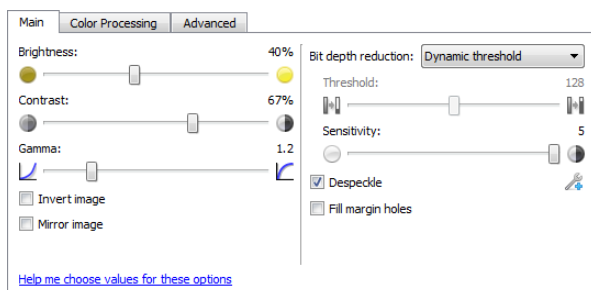 Main Color Processing Advanced
Brightness: 40%
Contrast: 67%
Gamma: 1.2
Invert image
Mirror image
Help me choose values for these options
Bit depth reduction: Dynamic threshold
Threshold: 128
Sensitivity: 5
Despeckle
Fill margin holes